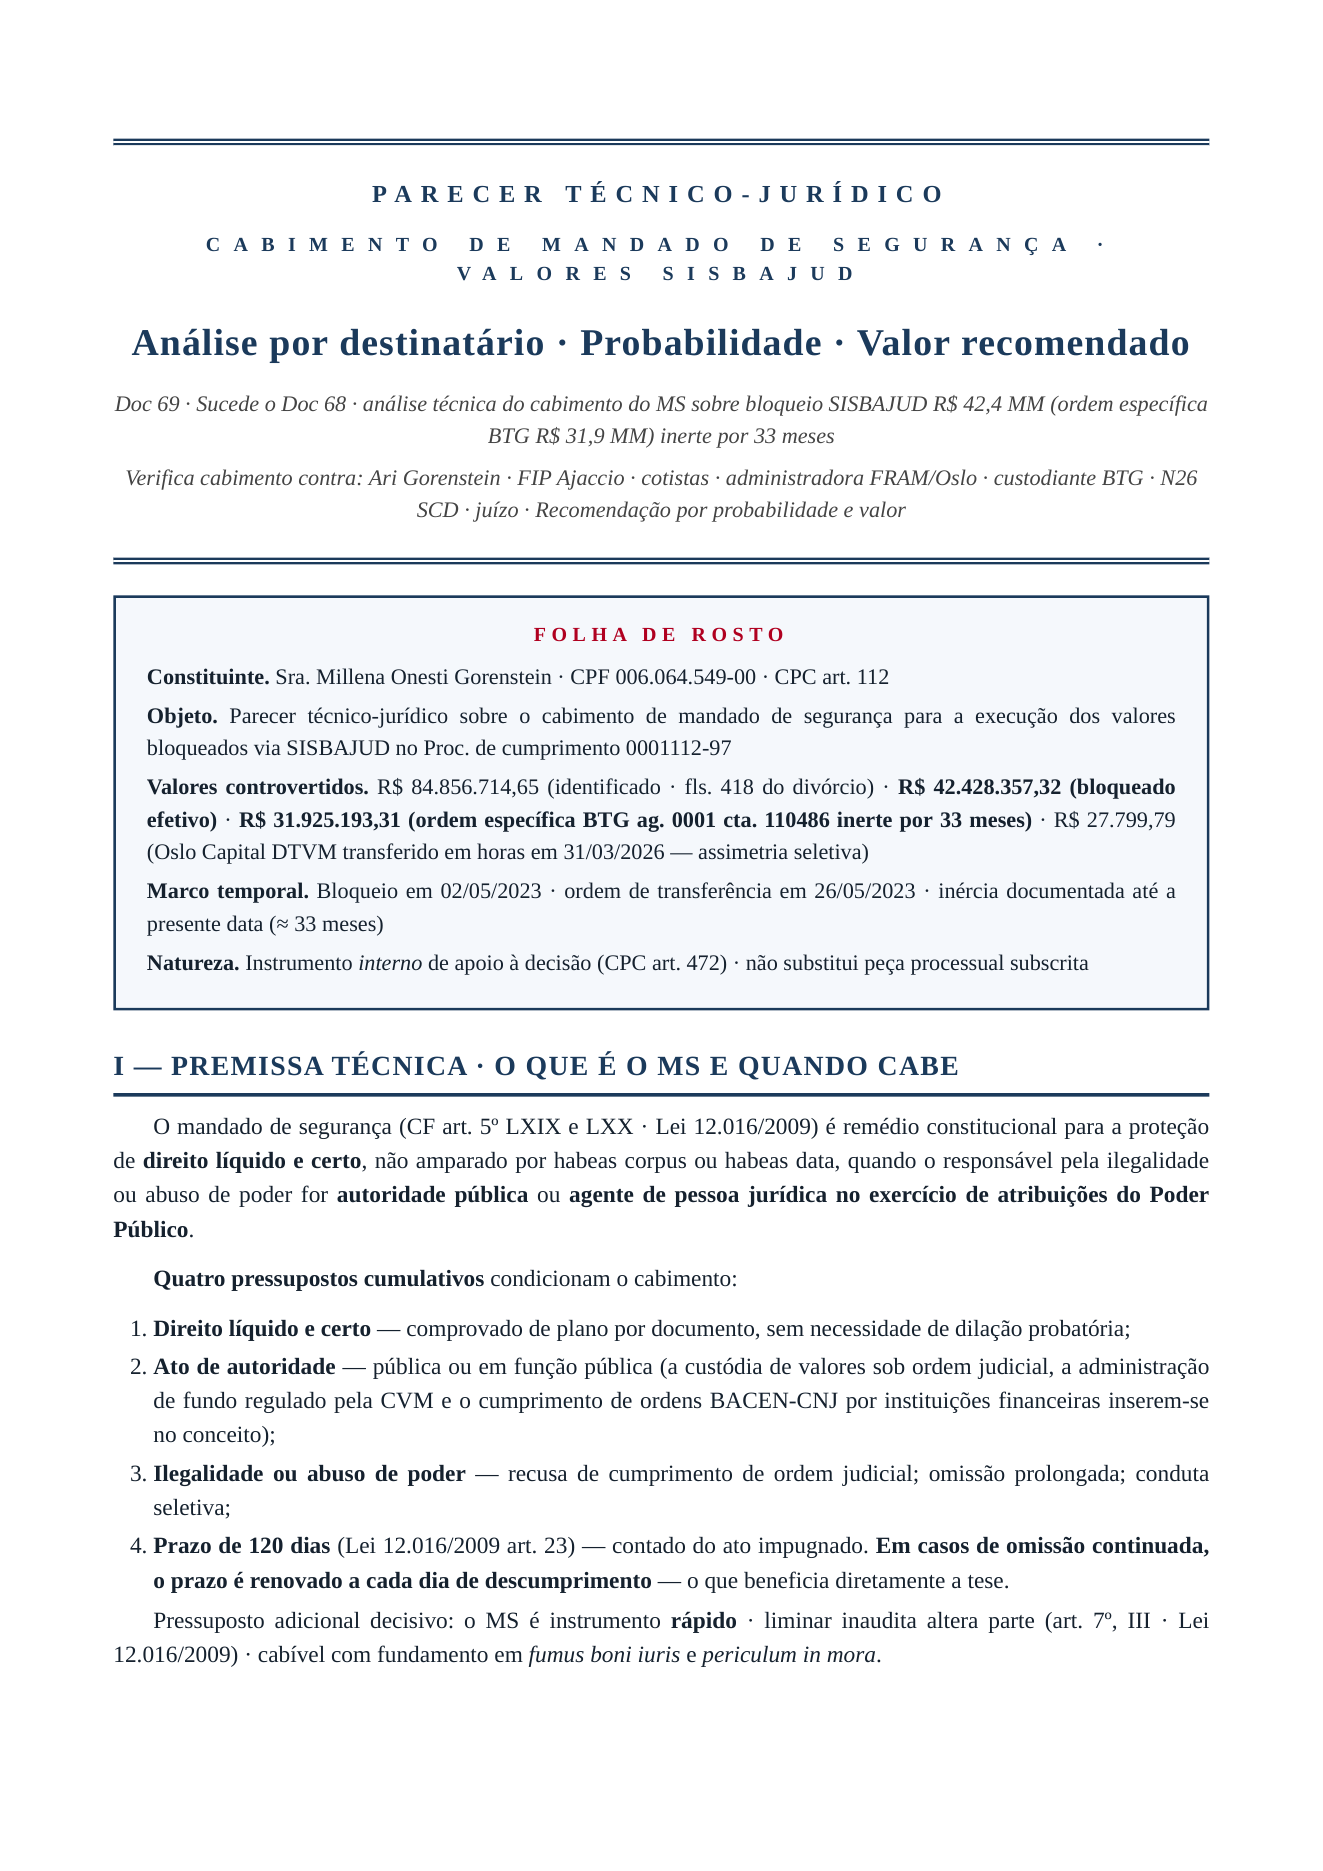 PARECER TÉCNICO-JURÍDICO
CABIMENTO DE MANDADO DE SEGURANÇA ·
VALORES SISBAJUD
Análise por destinatário · Probabilidade · Valor recomendado
Doc 69 · Sucede o Doc 68 · análise técnica do cabimento do MS sobre bloqueio SISBAJUD R$ 42,4 MM (ordem específica
BTG R$ 31,9 MM) inerte por 33 meses
Verifica cabimento contra: Ari Gorenstein · FIP Ajaccio · cotistas · administradora FRAM/Oslo · custodiante BTG · N26
SCD · juízo · Recomendação por probabilidade e valor
FOLHA DE ROSTO
Constituinte. Sra. Millena Onesti Gorenstein · CPF 006.064.549-00 · CPC art. 112
Objeto. Parecer técnico-jurídico sobre o cabimento de mandado de segurança para a execução dos valores
bloqueados via SISBAJUD no Proc. de cumprimento 0001112-97
Valores controvertidos. R$ 84.856.714,65 (identificado · fls. 418 do divórcio) · R$ 42.428.357,32 (bloqueado
efetivo) · R$ 31.925.193,31 (ordem específica BTG ag. 0001 cta. 110486 inerte por 33 meses) · R$ 27.799,79
(Oslo Capital DTVM transferido em horas em 31/03/2026 — assimetria seletiva)
Marco temporal. Bloqueio em 02/05/2023 · ordem de transferência em 26/05/2023 · inércia documentada até a
presente data (≈ 33 meses)
Natureza. Instrumento interno de apoio à decisão (CPC art. 472) · não substitui peça processual subscrita
I — PREMISSA TÉCNICA · O QUE É O MS E QUANDO CABE
O mandado de segurança (CF art. 5º LXIX e LXX · Lei 12.016/2009) é remédio constitucional para a proteção
de direito líquido e certo, não amparado por habeas corpus ou habeas data, quando o responsável pela ilegalidade
ou abuso de poder for autoridade pública ou agente de pessoa jurídica no exercício de atribuições do Poder
Público.
Quatro pressupostos cumulativos condicionam o cabimento:
1. Direito líquido e certo — comprovado de plano por documento, sem necessidade de dilação probatória;
2. Ato de autoridade — pública ou em função pública (a custódia de valores sob ordem judicial, a administração
de fundo regulado pela CVM e o cumprimento de ordens BACEN-CNJ por instituições financeiras inserem-se
no conceito);
3. Ilegalidade ou abuso de poder — recusa de cumprimento de ordem judicial; omissão prolongada; conduta
seletiva;
4. Prazo de 120 dias (Lei 12.016/2009 art. 23) — contado do ato impugnado. Em casos de omissão continuada,
o prazo é renovado a cada dia de descumprimento — o que beneficia diretamente a tese.
Pressuposto adicional decisivo: o MS é instrumento rápido · liminar inaudita altera parte (art. 7º, III · Lei
12.016/2009) · cabível com fundamento em fumus boni iuris e periculum in mora.